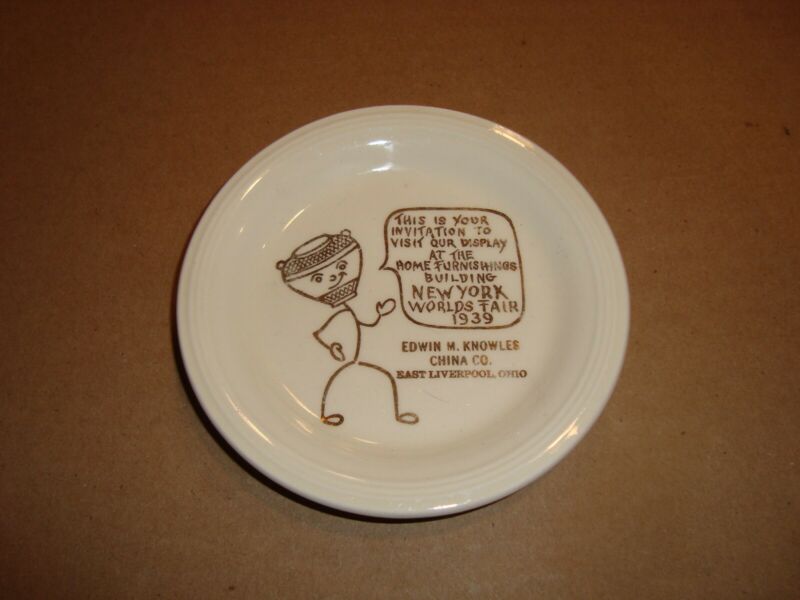 THIS IS YOUR
INVITATION TO
VISIT OUR DISPLAY
AT THE
HOME FURNISHINGS
BUILDING
NEW YORK
WORLDS FAIR
1939
EDWIN M. KNOWLES
CHINA CO.
EAST LIVERPOOL, OHIO